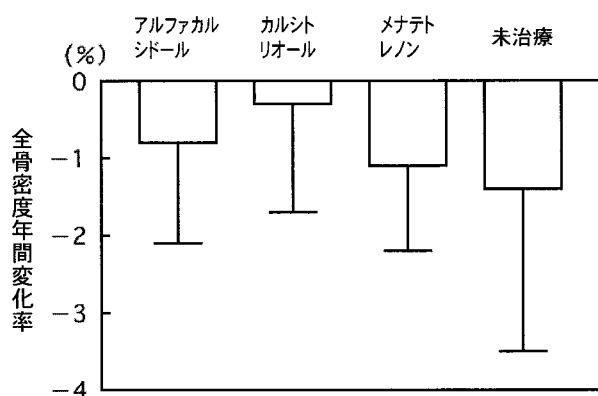 アルファカル
シドール
カルシト
リオール
メナテト
レノン
未治療
(%)
0
−1
−2
−3
−4
全骨密度年間変化率